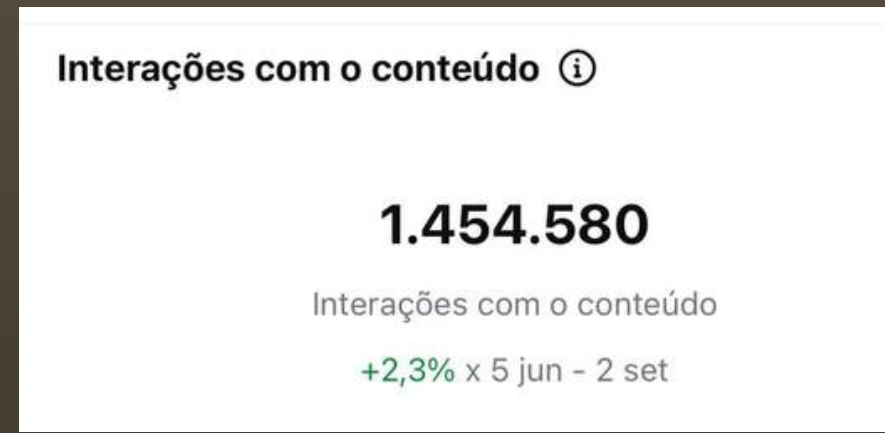 Interações com o conteúdo
1.454.580
Interações com o conteúdo
+2,3% x 5 jun - 2 set